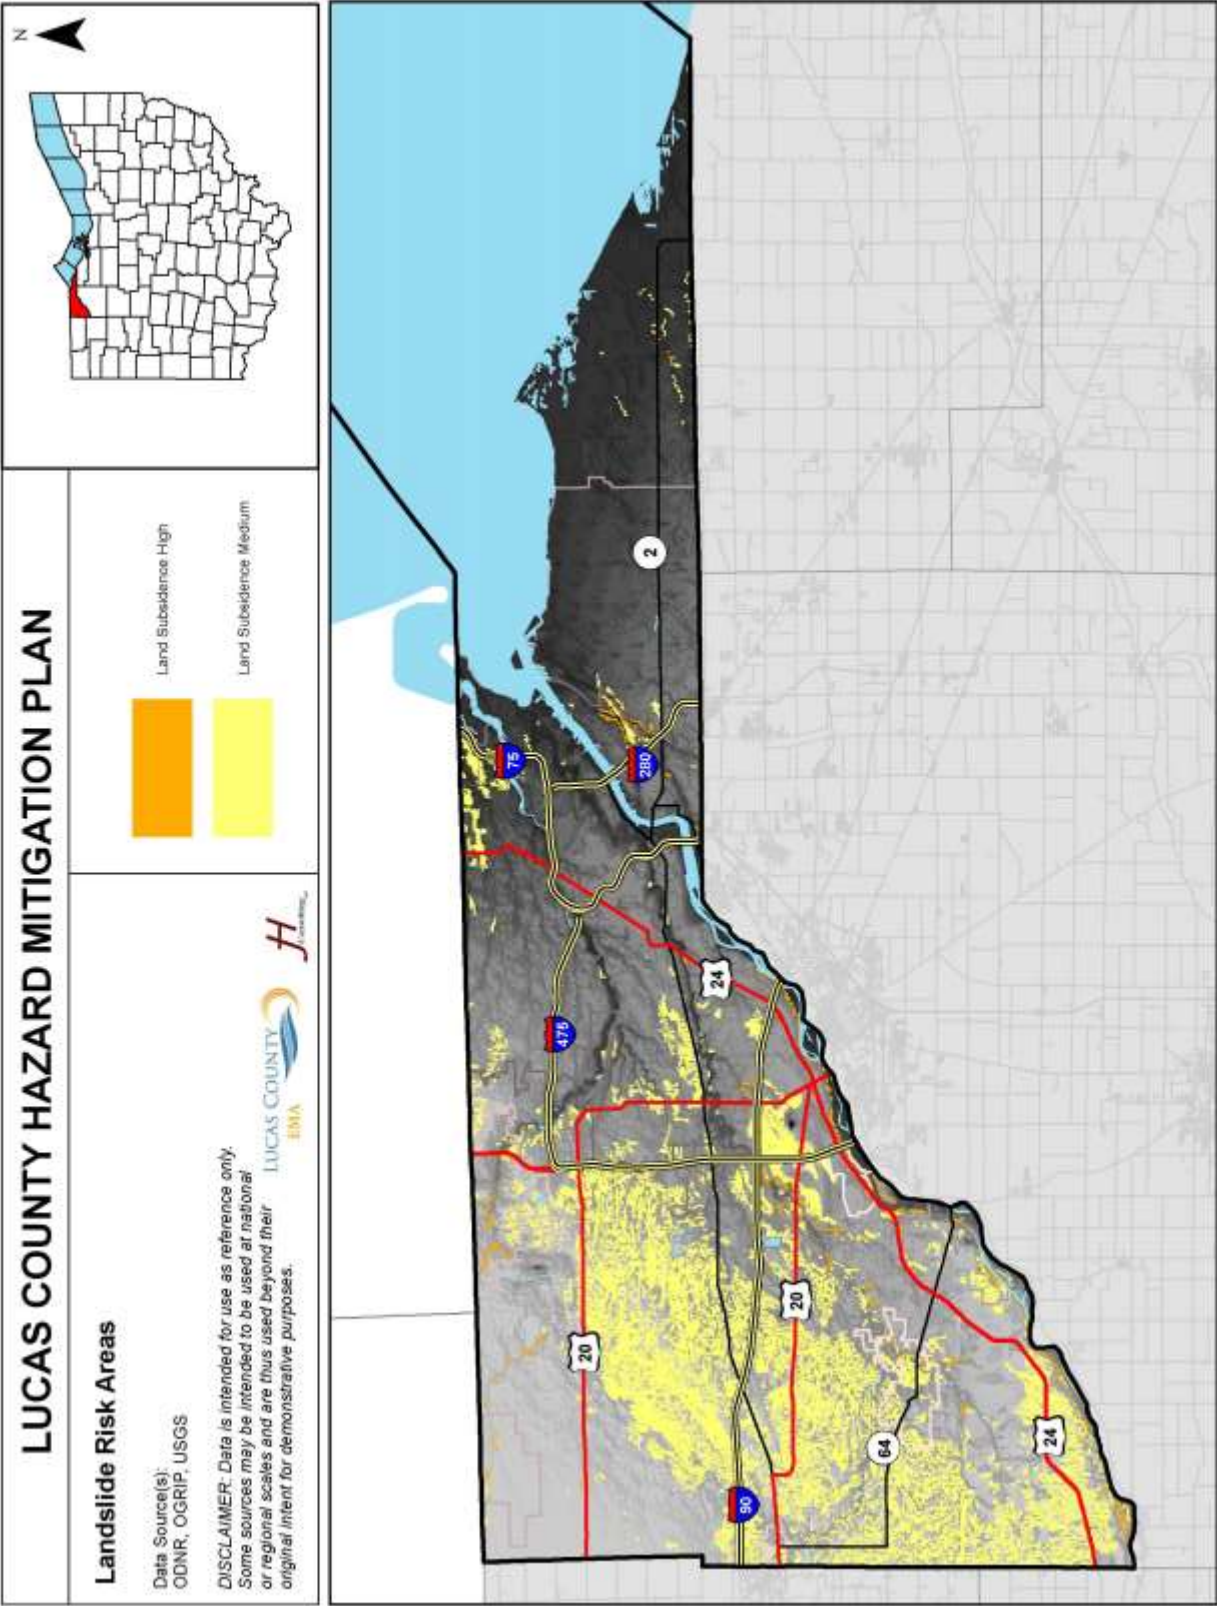 LUCAS COUNTY HAZARD MITIGATION PLAN
Landslide Risk Areas
Data Source(s):
ODNR, OGRIP, USGS
DISCLAIMER: Data is intended for use as reference only.
Some sources may be intended to be used at national
or regional scales and are thus used beyond their
original intent for demonstrative purposes.
LUCAS COUNTY
EMA
JH
Land Subsidence High
Land Subsidence Medium
N
75
280
2
475
24
20
20
90
64
24